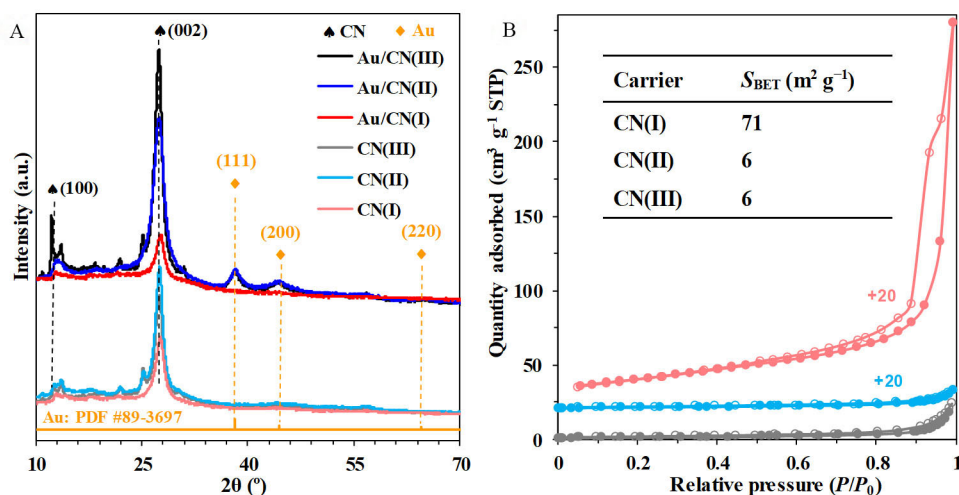 A
♠ CN ◆ Au
♠ (002)
Au/CN(III)
Au/CN(II)
Au/CN(I)
CN(III)
CN(II)
CN(I)
♠ (100)
(111)
(200)
(220)
Intensity (a.u.)
Au: PDF #89-3697
10 25 40 55 70
2θ (º)
B
Quantity adsorbed (cm³ g⁻¹ STP)
250
200
150
100
50
0
Carrier S_BET (m² g⁻¹)
CN(I) 71
CN(II) 6
CN(III) 6
+20
+20
0 0.2 0.4 0.6 0.8 1
Relative pressure (P/P₀)